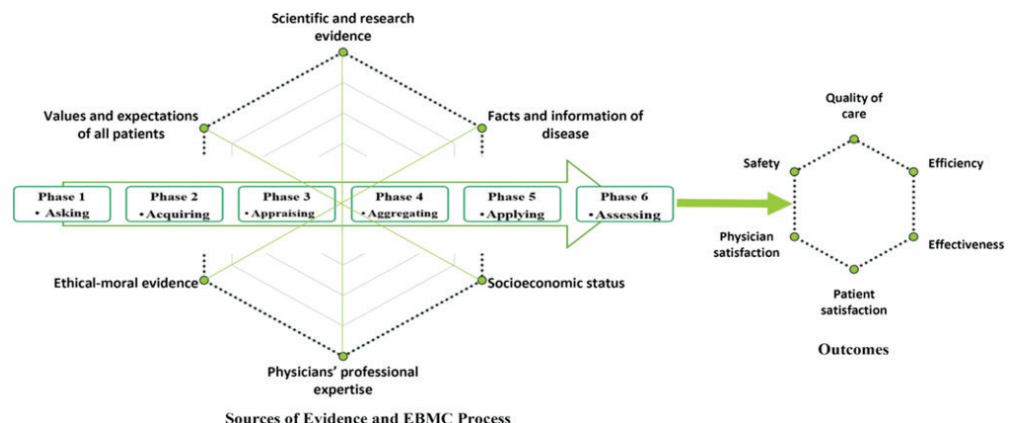 Scientific and research
evidence
Values and expectations
of all patients
Facts and information of
disease
Phase 1
• Asking
Phase 2
• Acquiring
Phase 3
• Appraising
Phase 4
• Aggregating
Phase 5
• Applying
Phase 6
• Assessing
Ethical-moral evidence
Socioeconomic status
Physicians’ professional
expertise
Sources of Evidence and EBMC Process
Quality of
care
Safety
Efficiency
Physician
satisfaction
Effectiveness
Patient
satisfaction
Outcomes